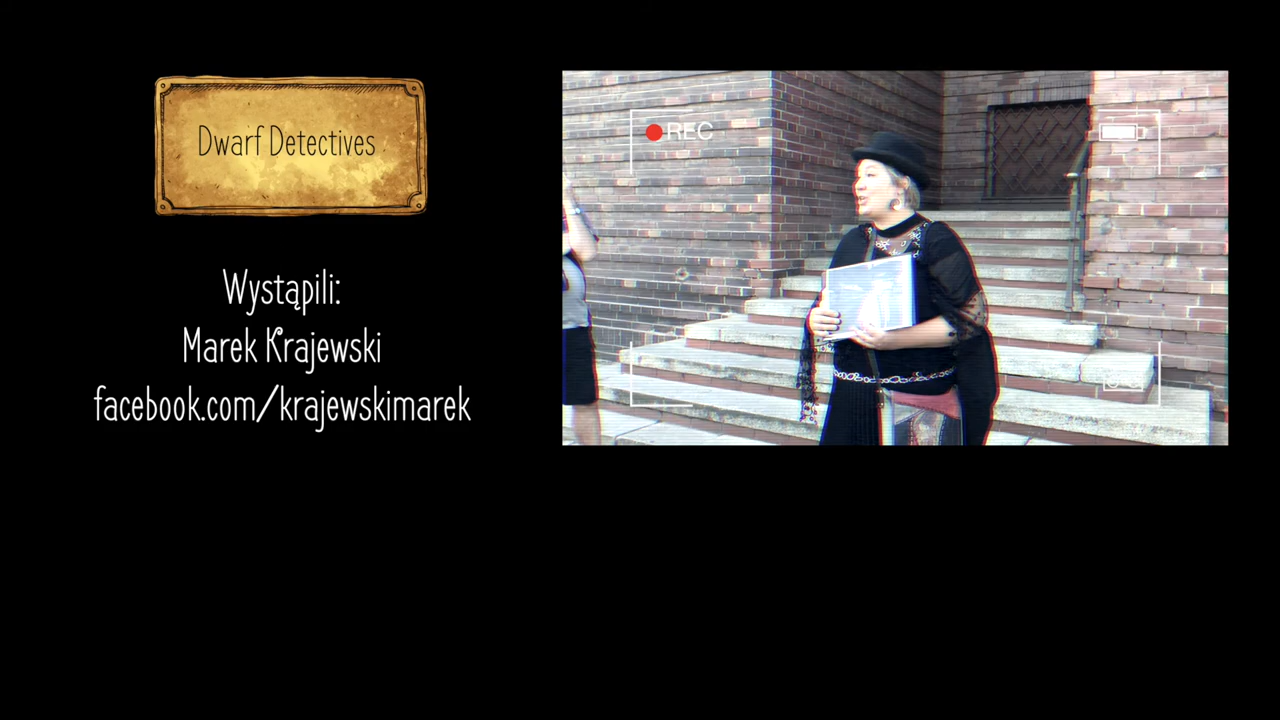 Dwarf Detectives
Wystąpili:
Marek Krajewski
facebook.com/krajewskimarek
REC